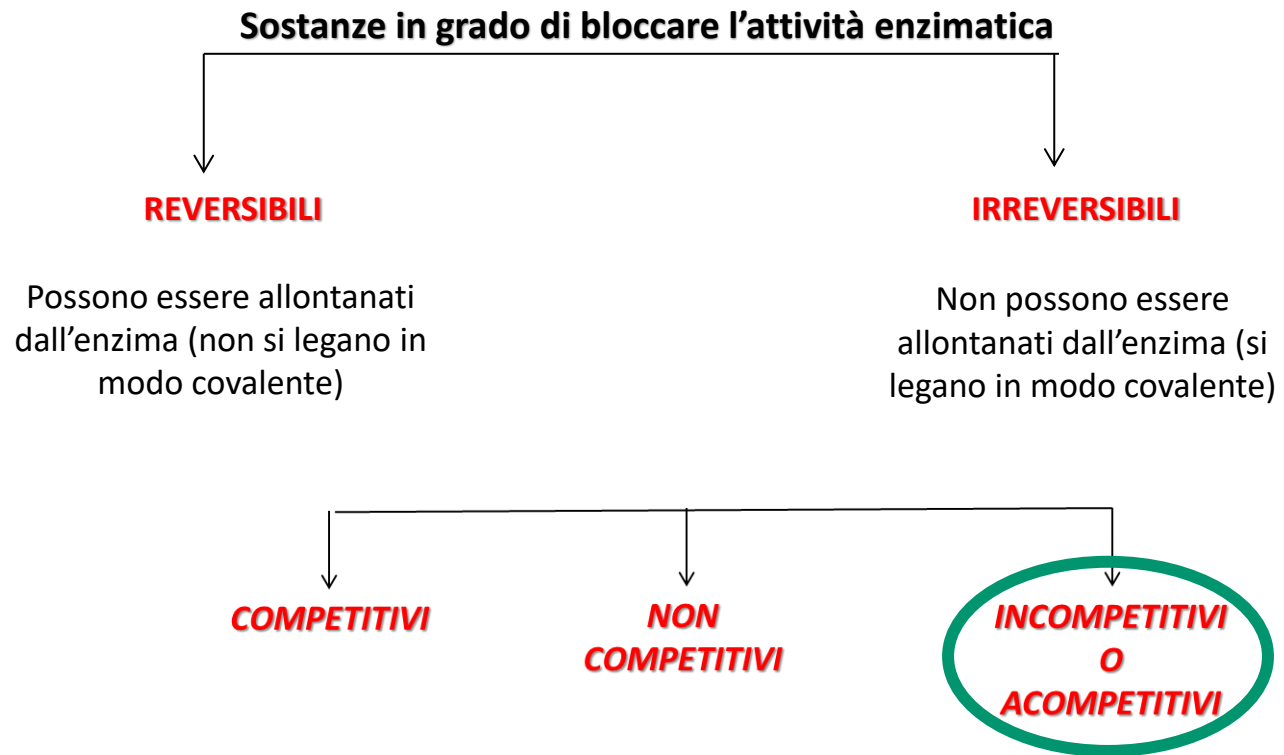 Sostanze in grado di bloccare l’attività enzimatica
REVERSIBILI
IRREVERSIBILI
Possono essere allontanati
dall’enzima (non si legano in
modo covalente)
Non possono essere
allontanati dall’enzima (si
legano in modo covalente)
COMPETITIVI
NON
COMPETITIVI
INCOMPETITIVI
O
ACOMPETITIVI